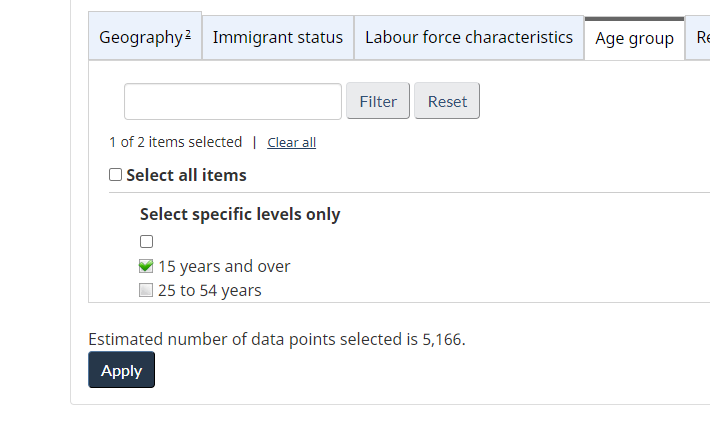 Geography 2 Immigrant status Labour force characteristics Age group Re
Filter Reset
1 of 2 items selected | Clear all
Select all items
Select specific levels only
15 years and over
25 to 54 years
Estimated number of data points selected is 5,166.
Apply